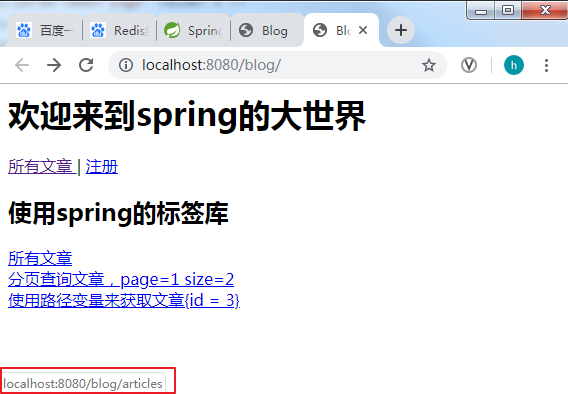 百度一
Redis
Spring
Blog
Blo
localhost:8080/blog/
h
欢迎来到spring的大世界
所有文章 | 注册
使用spring的标签库
所有文章
分页查询文章，page=1 size=2
使用路径变量来获取文章{id = 3}
localhost:8080/blog/articles